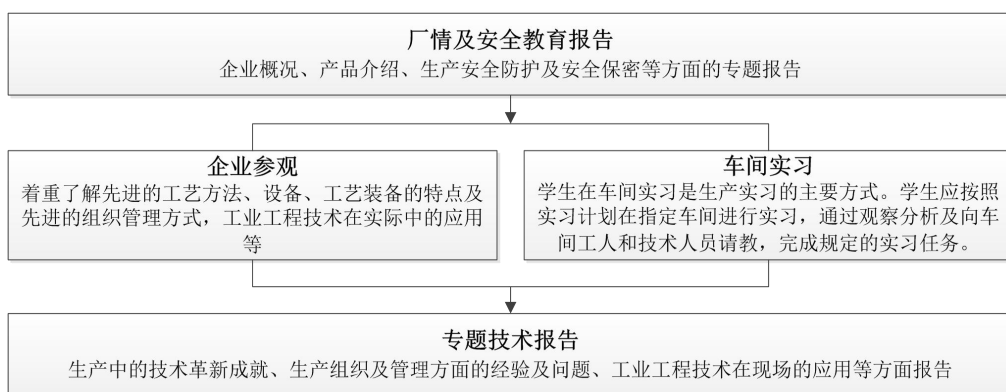 厂情及安全教育报告
企业概况、产品介绍、生产安全防护及安全保密等方面的专题报告
企业参观
着重了解先进的工艺方法、设备、工艺装备的特点及
先进的组织管理方式，工业工程技术在实际中的应用
等
车间实习
学生在车间实习是生产实习的主要方式。学生应按照
实习计划在指定车间进行实习，通过观察分析及向车
间工人和技术人员请教，完成规定的实习任务。
专题技术报告
生产中的技术革新成就、生产组织及管理方面的经验及问题、工业工程技术在现场的应用等方面报告